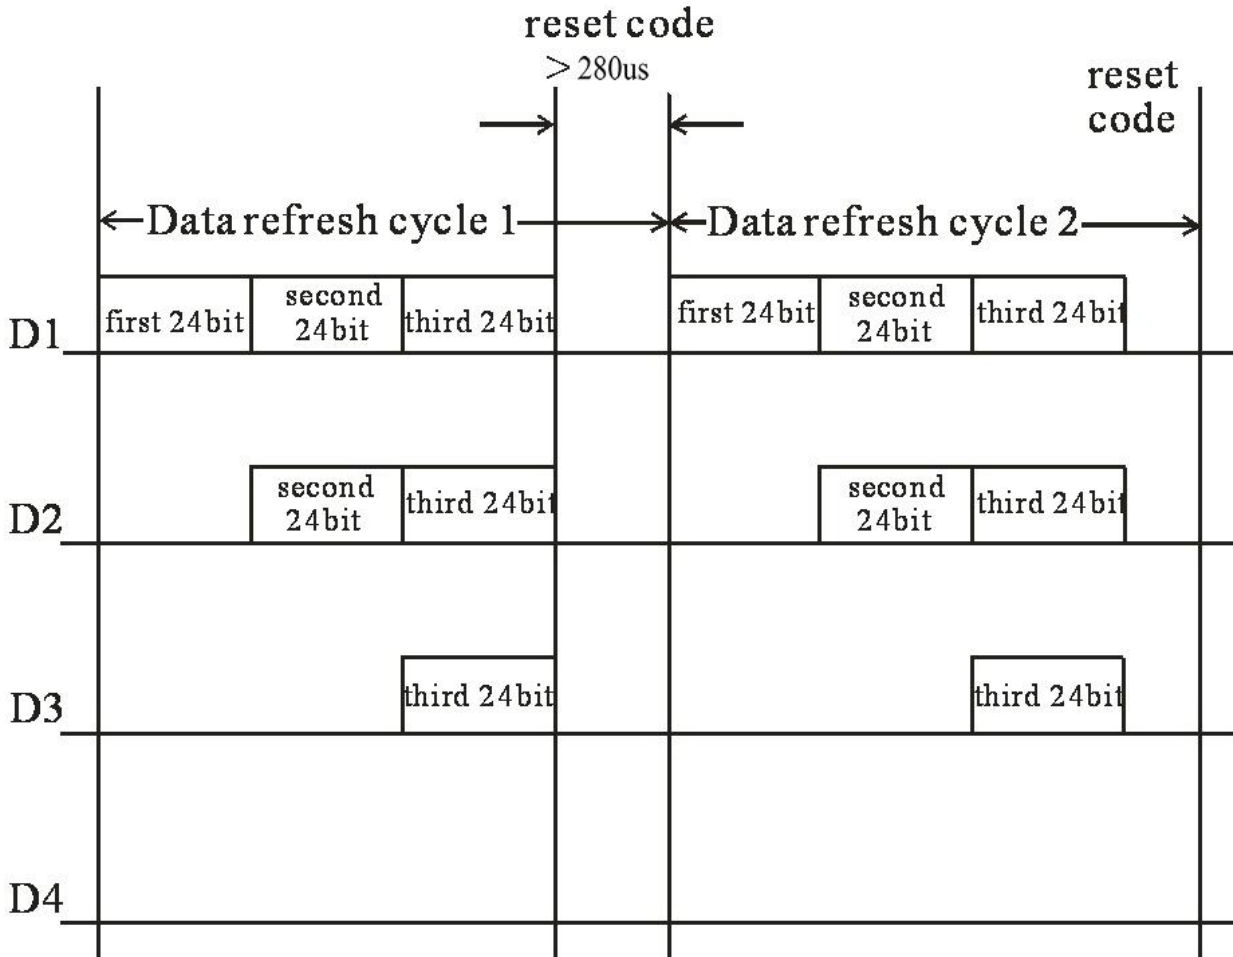 reset code
> 280us
reset
code
Data refresh cycle 1
Data refresh cycle 2
D1
first 24bit
second
24bit
third 24bit
first 24bit
second
24bit
third 24bit
D2
second
24bit
third 24bit
second
24bit
third 24bit
D3
third 24bit
third 24bit
D4